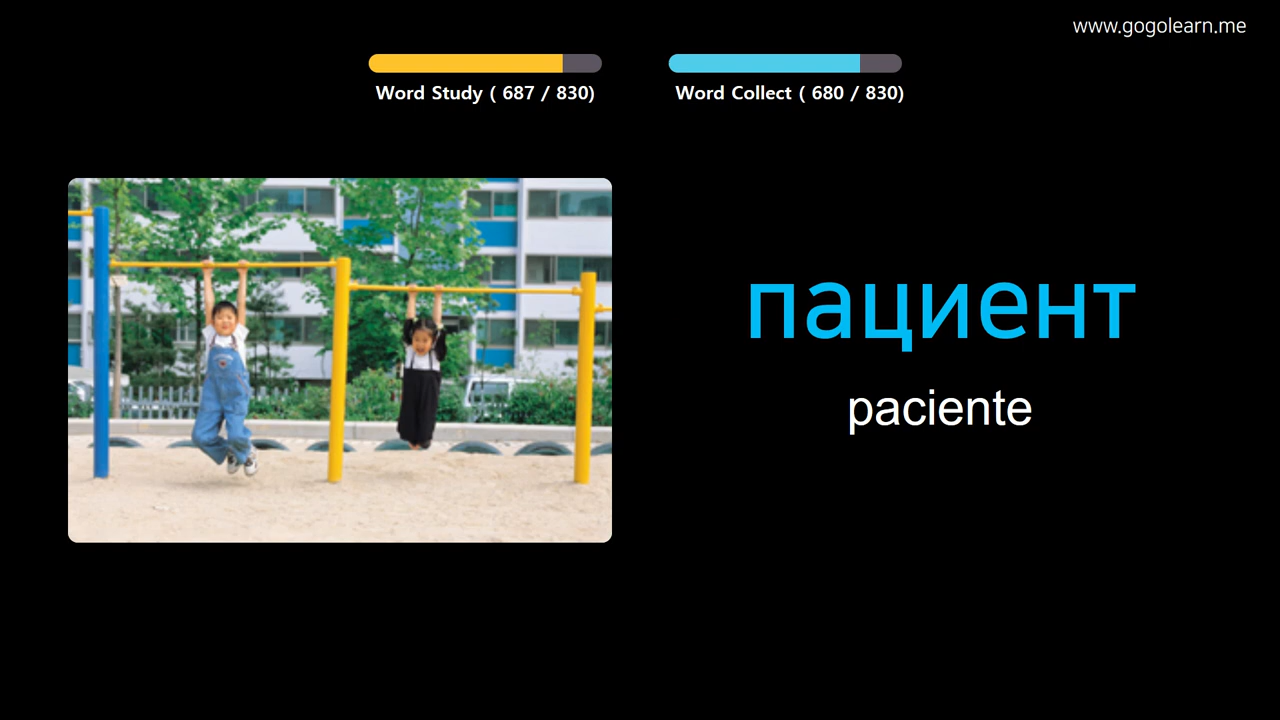 www.gogolearn.me
Word Study ( 687 / 830)
Word Collect ( 680 / 830)
пациент
paciente